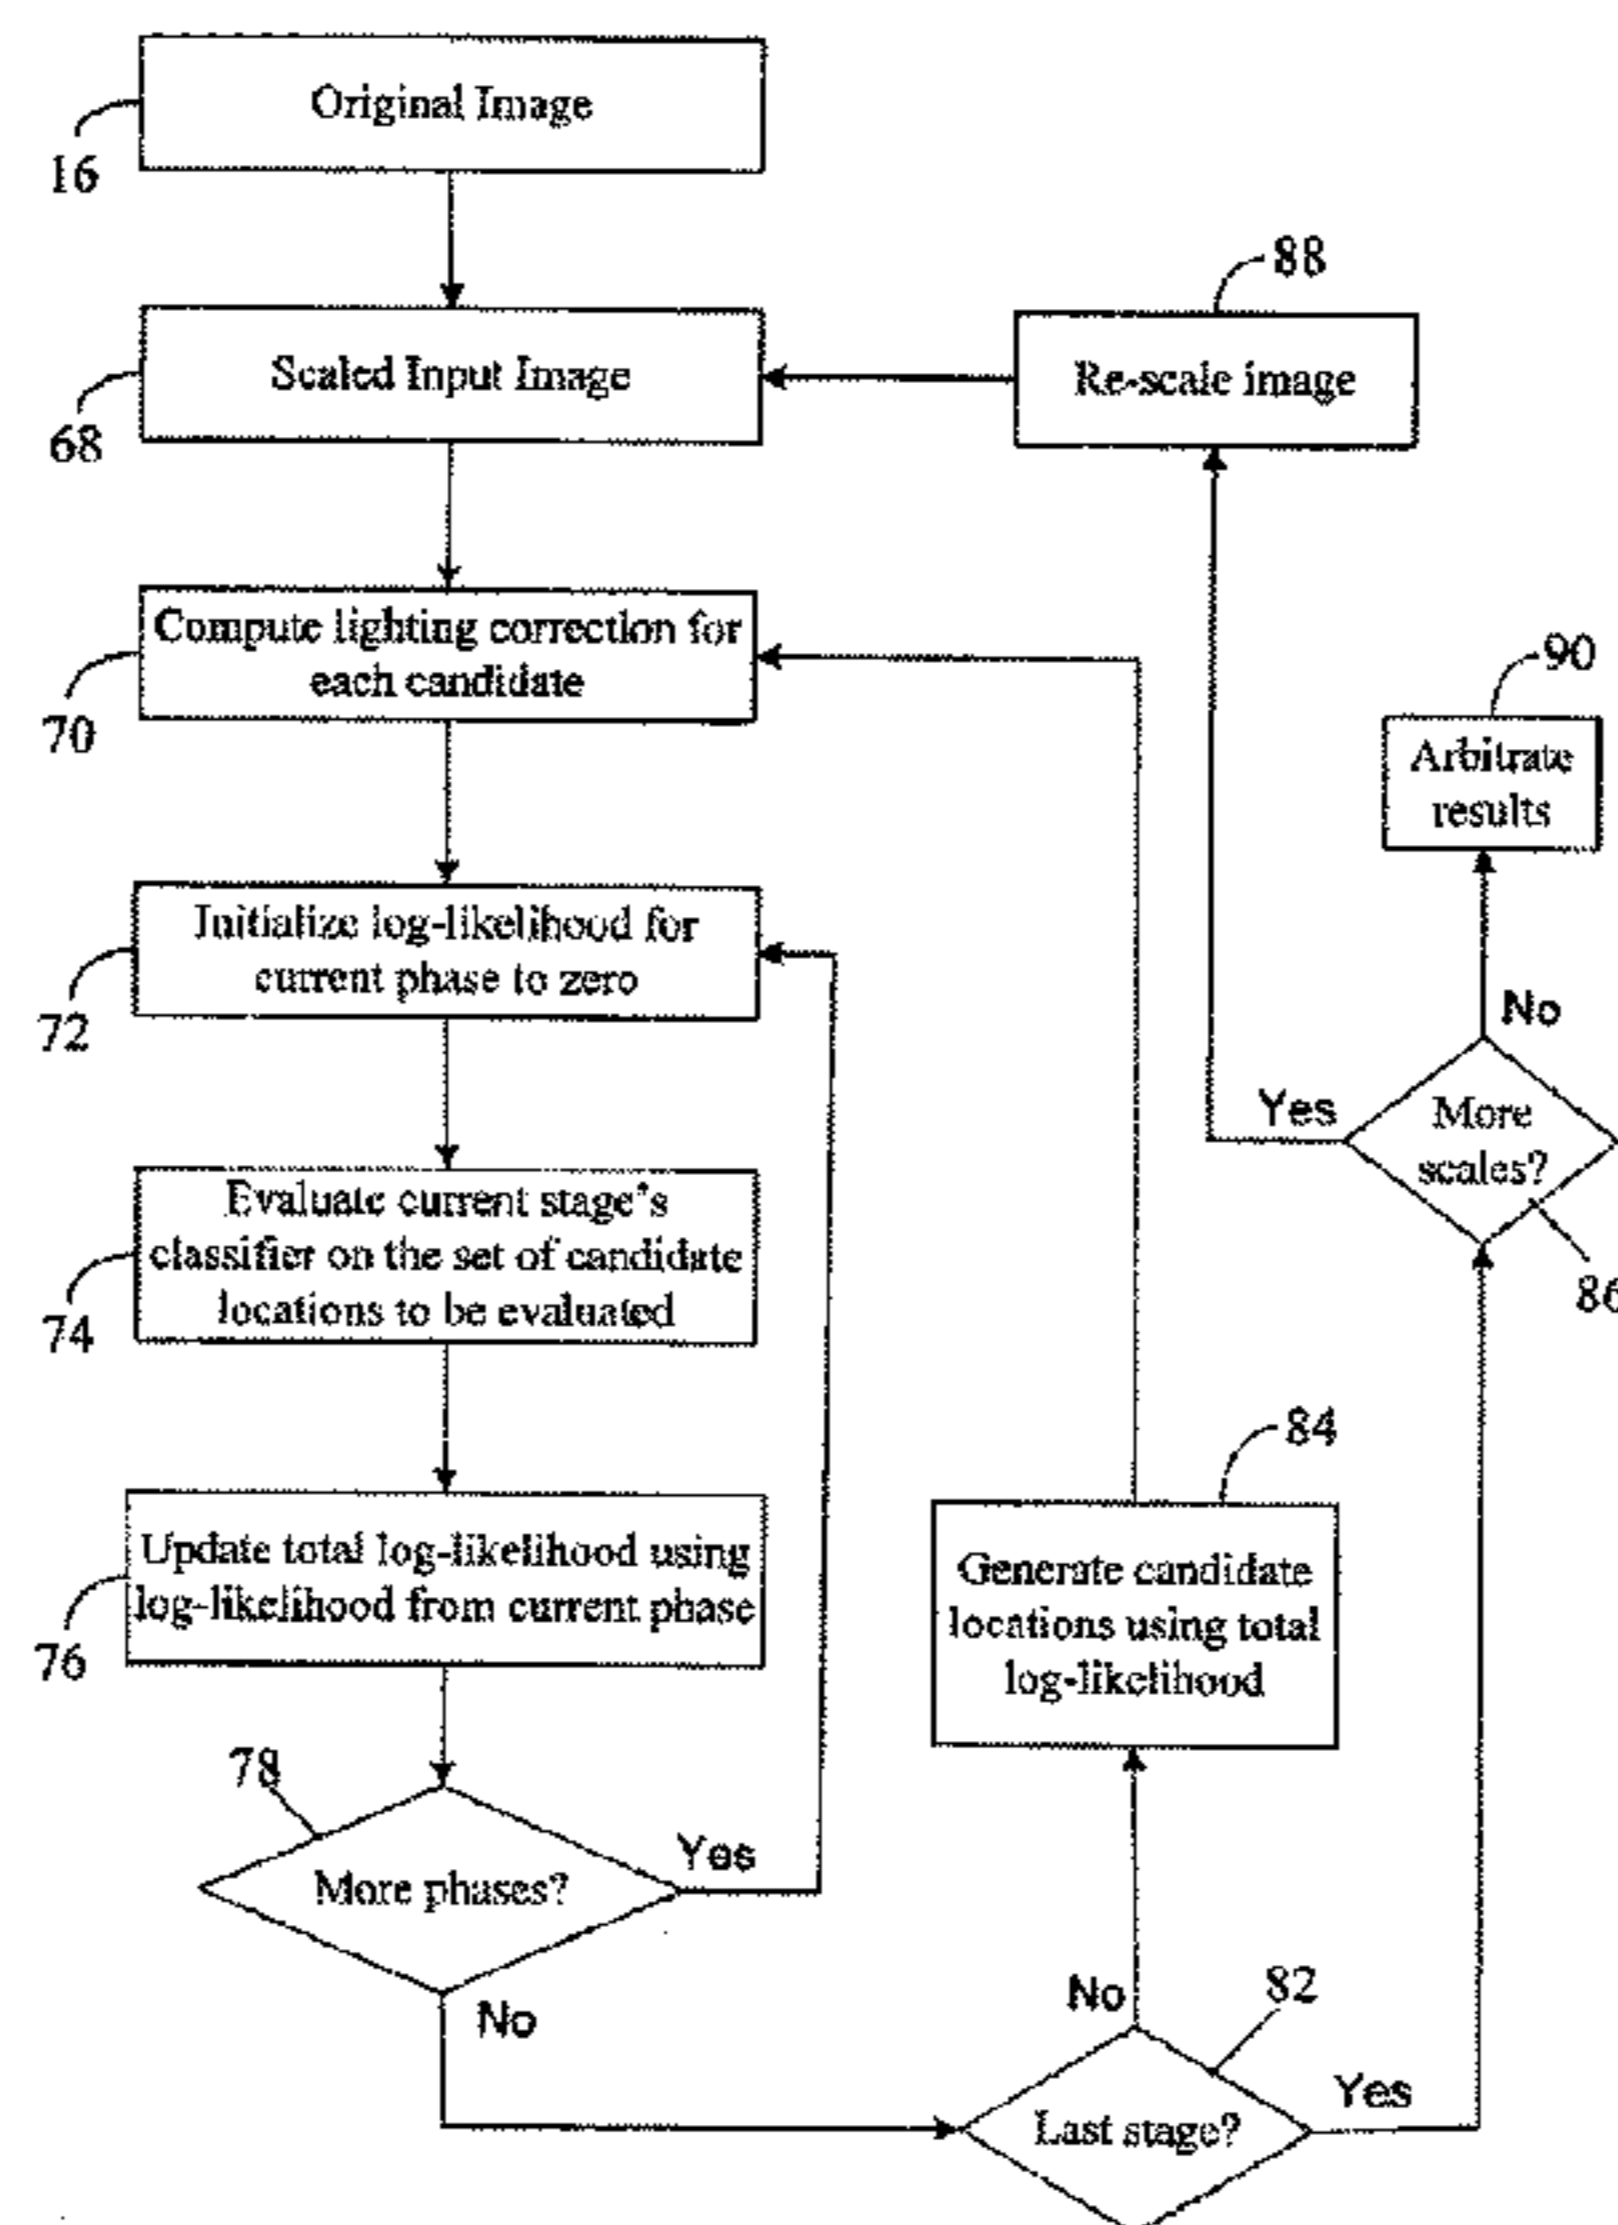 Original Image
16
88
Scaled Input Image
Re-scale image
68
Compute lighting correction for
each candidate
70
90
Arbitrate
results
Initialize log-likelihood for
current phase to zero
72
No
Yes
More
scales?
86
Evaluate current stage's
classifier on the set of candidate
locations to be evaluated
74
84
Generate candidate
locations using total
log-likelihood
Update total log-likelihood using
log-likelihood from current phase
76
78
More phases?
Yes
No
No
82
Last stage?
Yes